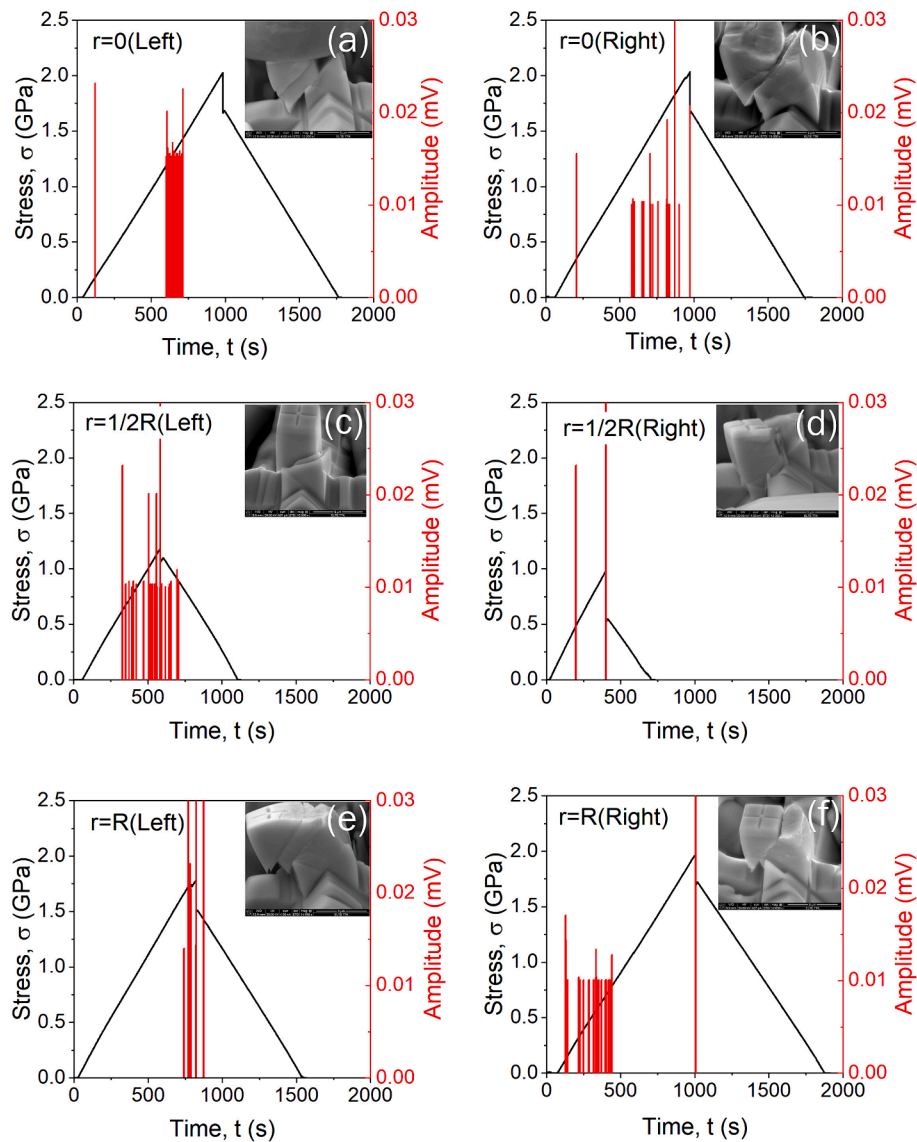 r=0(Left)
(a)
Stress, σ (GPa)
2.5
2.0
1.5
1.0
0.5
0.0
0.03
0.02
0.01
0.00
Amplitude (mV)
0 500 1000 1500 2000
Time, t (s)
r=0(Right)
(b)
Stress, σ (GPa)
2.5
2.0
1.5
1.0
0.5
0.0
0.03
0.02
0.01
0.00
Amplitude (mV)
0 500 1000 1500 2000
Time, t (s)
r=1/2R(Left)
(c)
Stress, σ (GPa)
2.5
2.0
1.5
1.0
0.5
0.0
0.03
0.02
0.01
0.00
Amplitude (mV)
0 500 1000 1500 2000
Time, t (s)
r=1/2R(Right)
(d)
Stress, σ (GPa)
2.5
2.0
1.5
1.0
0.5
0.0
0.03
0.02
0.01
0.00
Amplitude (mV)
0 500 1000 1500 2000
Time, t (s)
r=R(Left)
(e)
Stress, σ (GPa)
2.5
2.0
1.5
1.0
0.5
0.0
0.03
0.02
0.01
0.00
Amplitude (mV)
0 500 1000 1500 2000
Time, t (s)
r=R(Right)
(f)
Stress, σ (GPa)
2.5
2.0
1.5
1.0
0.5
0.0
0.03
0.02
0.01
0.00
Amplitude (mV)
0 500 1000 1500 2000
Time, t (s)